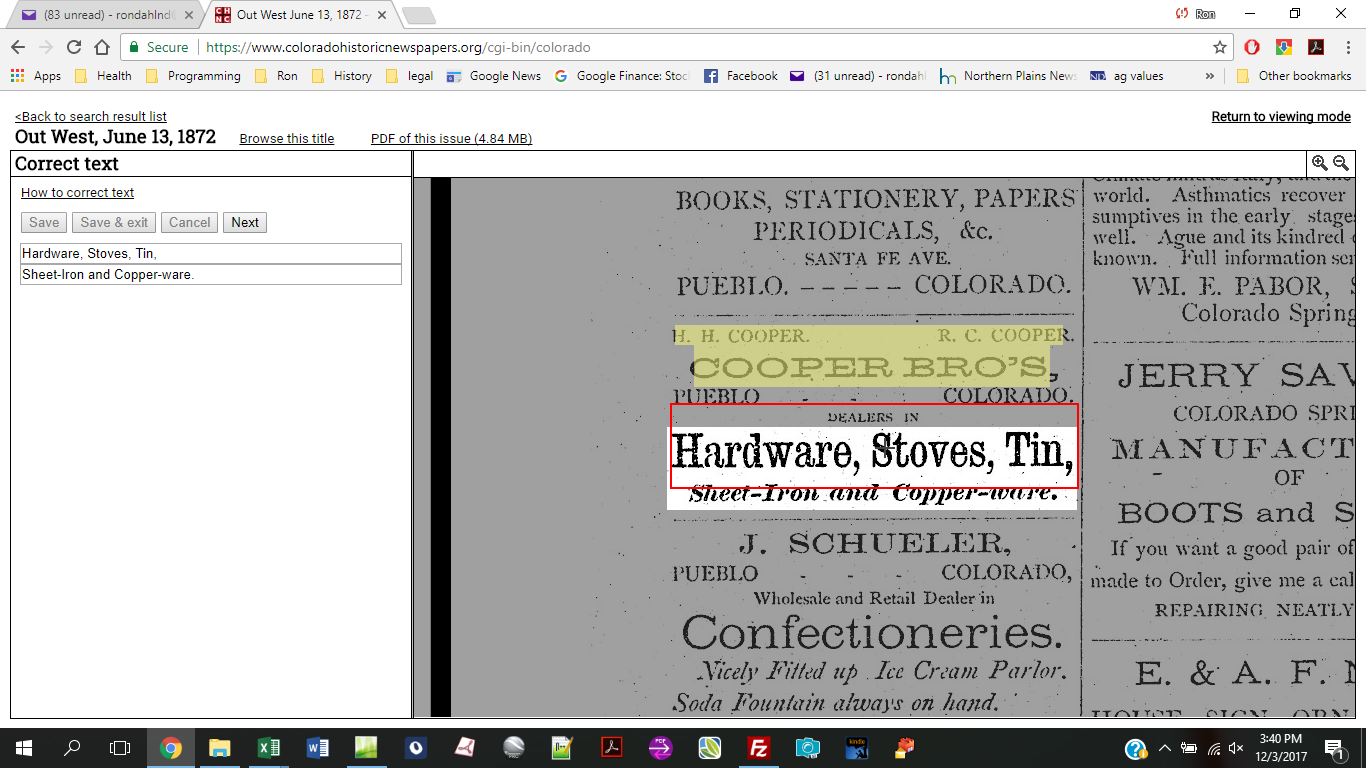 (83 unread) - rondahlnd@
Out West June 13, 1872 -
Ron
Secure https://www.coloradohistoricnewspapers.org/cgi-bin/colorado
Apps Health Programming Ron History legal Google News Google Finance: Stoc Facebook (31 unread) - rondahl Northern Plains News ND ag values » Other bookmarks
<Back to search result list
Return to viewing mode
Out West, June 13, 1872 Browse this title PDF of this issue (4.84 MB)
Correct text
How to correct text
Save Save & exit Cancel Next
Hardware, Stoves, Tin,
Sheet-Iron and Copper-ware.
BOOKS, STATIONERY, PAPERS
PERIODICALS, &c.
SANTA FE AVE.
PUEBLO. - - - - - COLORADO.
H. H. COOPER. R. C. COOPER.
COOPER BRO'S,
PUEBLO - - COLORADO.
DEALERS IN
Hardware, Stoves, Tin,
Sheet-Iron and Copper-ware.
J. SCHUELER,
PUEBLO - - - COLORADO,
Wholesale and Retail Dealer in
Confectioneries.
Nicely Fitted up Ice Cream Parlor.
Soda Fountain always on hand.
world. Asthmatics recover
sumptives in the early stage
well. Ague and its kindred
known. Full information ser
WM. E. PABOR, S
Colorado Spring
JERRY SAV
COLORADO SPRI
MANUFACT
OF
BOOTS and S
If you want a good pair of
made to Order, give me a cal
REPAIRING NEATLY
E. & A. F.
HOUSE, SIGN, ORN
3:40 PM
12/3/2017
1